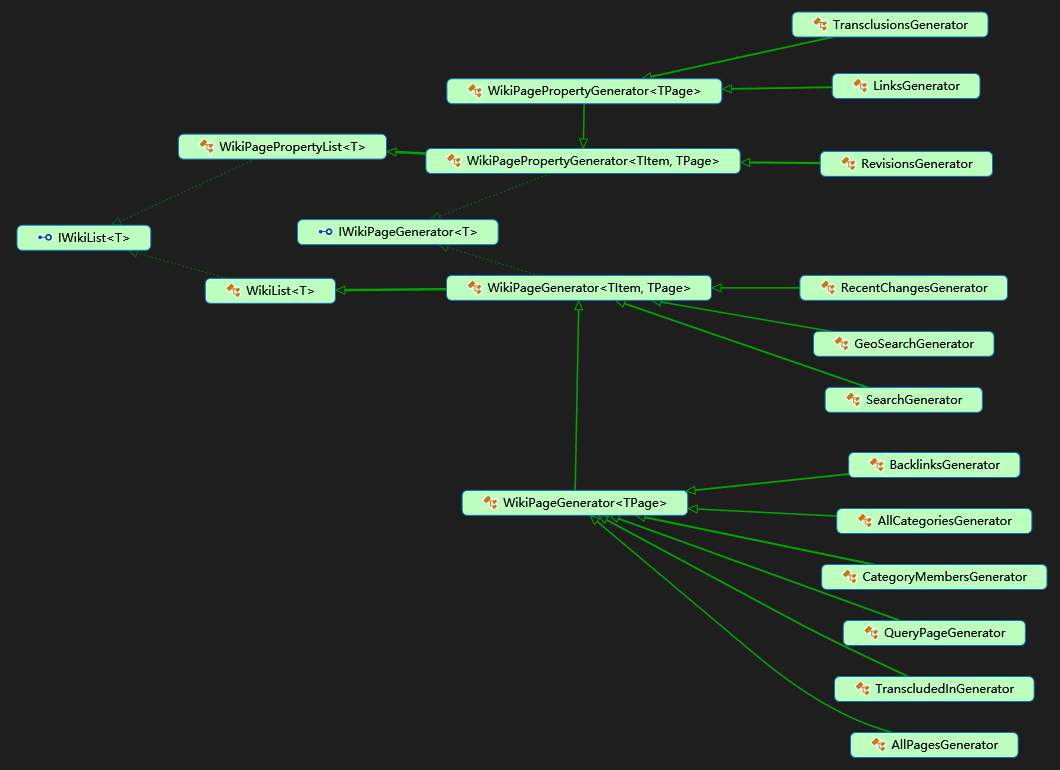 TransclusionsGenerator
WikiPagePropertyGenerator<TPage>
LinksGenerator
WikiPagePropertyList<T>
WikiPagePropertyGenerator<TItem, TPage>
RevisionsGenerator
IWikiList<T>
IWikiPageGenerator<T>
WikiList<T>
WikiPageGenerator<TItem, TPage>
RecentChangesGenerator
GeoSearchGenerator
SearchGenerator
BacklinksGenerator
WikiPageGenerator<TPage>
AllCategoriesGenerator
CategoryMembersGenerator
QueryPageGenerator
TranscludedInGenerator
AllPagesGenerator